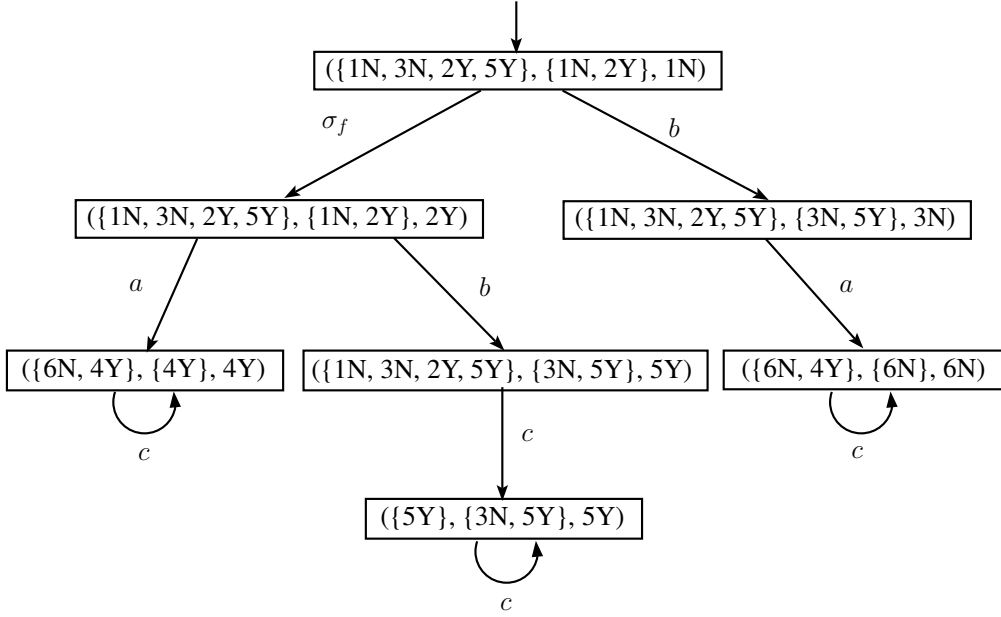 ({1N, 3N, 2Y, 5Y}, {1N, 2Y}, 1N)
σ_f
b
({1N, 3N, 2Y, 5Y}, {1N, 2Y}, 2Y)
({1N, 3N, 2Y, 5Y}, {3N, 5Y}, 3N)
a
b
a
({6N, 4Y}, {4Y}, 4Y)
({1N, 3N, 2Y, 5Y}, {3N, 5Y}, 5Y)
({6N, 4Y}, {6N}, 6N)
c
c
c
({5Y}, {3N, 5Y}, 5Y)
c